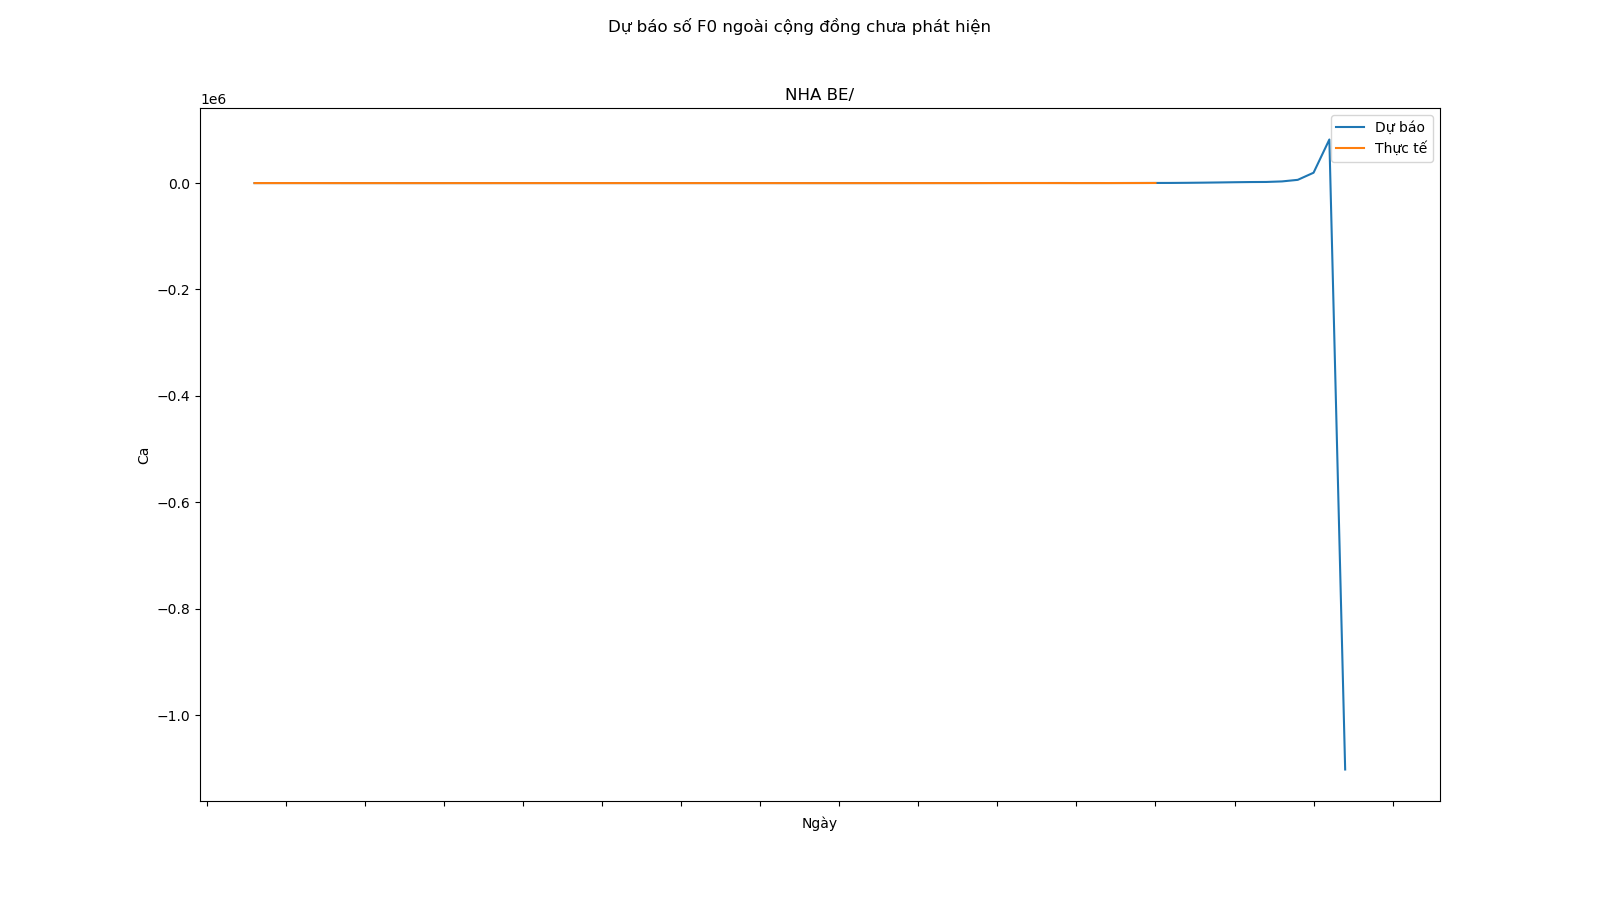 Dự báo số F0 ngoài cộng đồng chưa phát hiện
NHA BE/
1e6
Dự báo
Thực tế
0.0
−0.2
−0.4
−0.6
−0.8
−1.0
Ca
Ngày